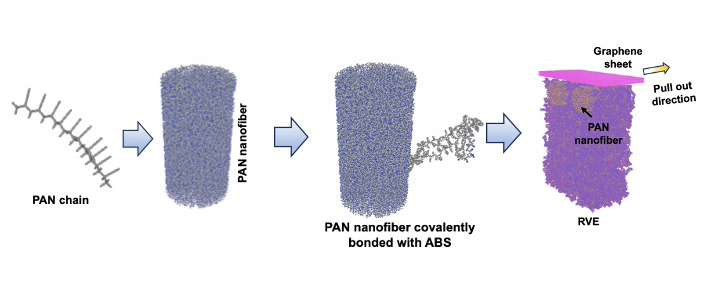 PAN chain
PAN nanofiber
PAN nanofiber covalently
bonded with ABS
Graphene
sheet
Pull out
direction
PAN
nanofiber
RVE